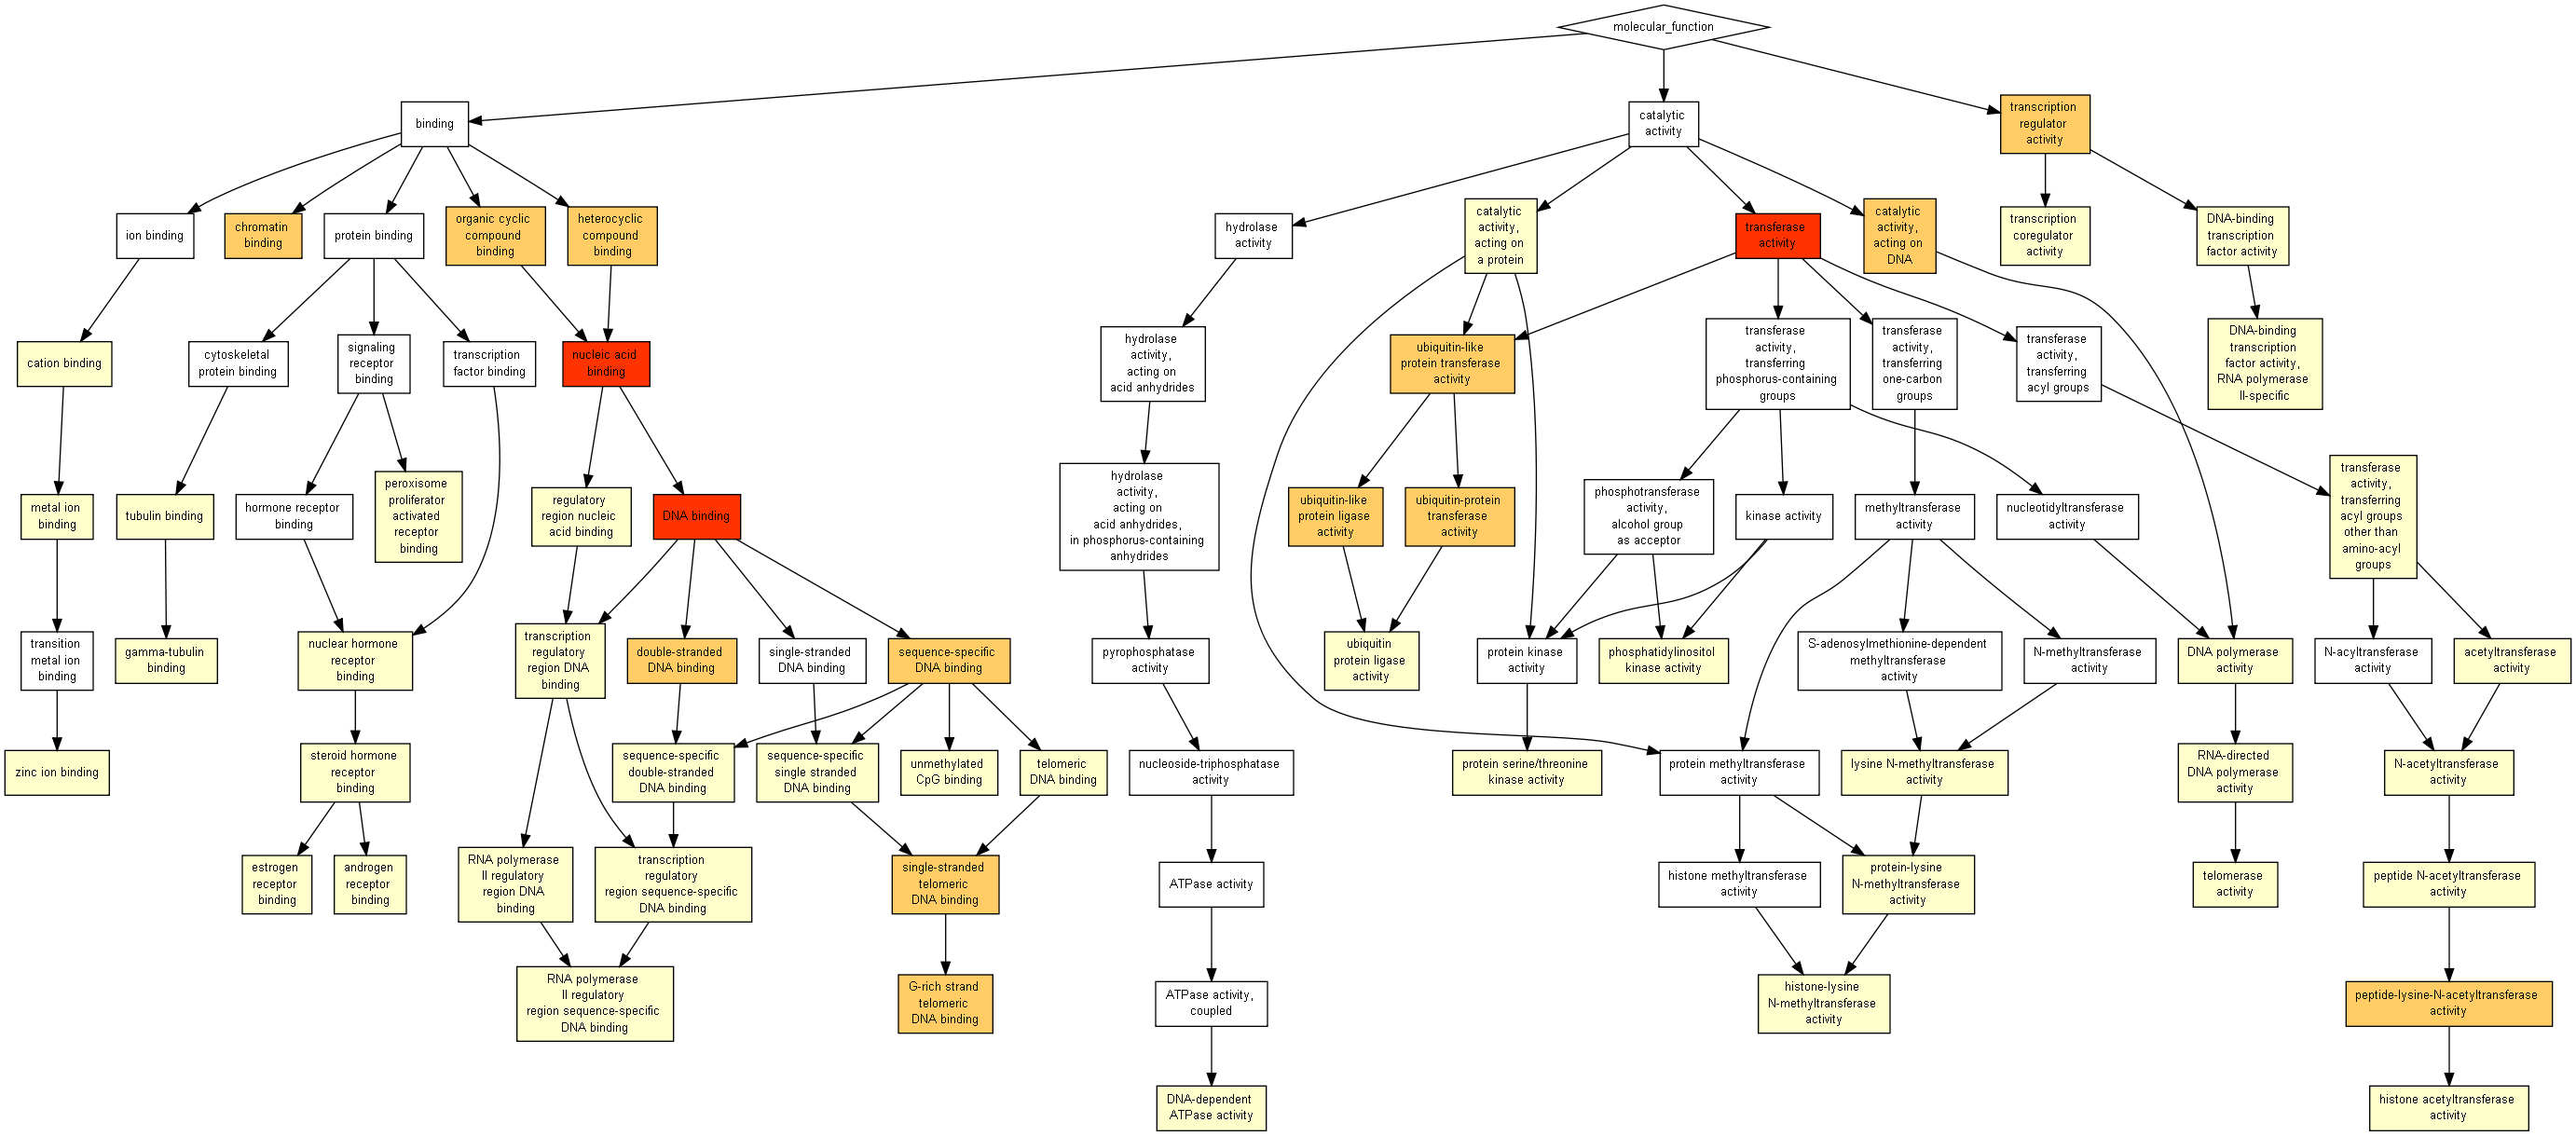 molecular_function
binding
catalytic
activity
transcription
regulator
activity
ion binding
chromatin
binding
protein binding
organic cyclic
compound
binding
heterocyclic
compound
binding
hydrolase
activity
catalytic
activity,
acting on
a protein
transferase
activity
catalytic
activity,
acting on
DNA
transcription
coregulator
activity
DNA-binding
transcription
factor activity
cation binding
cytoskeletal
protein binding
signaling
receptor
binding
transcription
factor binding
nucleic acid
binding
hydrolase
activity,
acting on
acid anhydrides
ubiquitin-like
protein transferase
activity
transferase
activity,
transferring
phosphorus-containing
groups
transferase
activity,
transferring
one-carbon
groups
transferase
activity,
transferring
acyl groups
DNA-binding
transcription
factor activity,
RNA polymerase
II-specific
metal ion
binding
tubulin binding
hormone receptor
binding
peroxisome
proliferator
activated
receptor
binding
regulatory
region nucleic
acid binding
DNA binding
hydrolase
activity,
acting on
acid anhydrides,
in phosphorus-containing
anhydrides
ubiquitin-like
protein ligase
activity
ubiquitin-protein
transferase
activity
phosphotransferase
activity,
alcohol group
as acceptor
kinase activity
methyltransferase
activity
nucleotidyltransferase
activity
transferase
activity,
transferring
acyl groups
other than
amino-acyl
groups
transition
metal ion
binding
gamma-tubulin
binding
nuclear hormone
receptor
binding
transcription
regulatory
region DNA
binding
double-stranded
DNA binding
single-stranded
DNA binding
sequence-specific
DNA binding
pyrophosphatase
activity
ubiquitin
protein ligase
activity
protein kinase
activity
phosphatidylinositol
kinase activity
S-adenosylmethionine-dependent
methyltransferase
activity
N-methyltransferase
activity
DNA polymerase
activity
N-acyltransferase
activity
acetyltransferase
activity
zinc ion binding
steroid hormone
receptor
binding
sequence-specific
double-stranded
DNA binding
sequence-specific
single stranded
DNA binding
unmethylated
CpG binding
telomeric
DNA binding
nucleoside-triphosphatase
activity
protein serine/threonine
kinase activity
protein methyltransferase
activity
lysine N-methyltransferase
activity
RNA-directed
DNA polymerase
activity
N-acetyltransferase
activity
estrogen
receptor
binding
androgen
receptor
binding
RNA polymerase
II regulatory
region DNA
binding
transcription
regulatory
region sequence-specific
DNA binding
single-stranded
telomeric
DNA binding
ATPase activity
histone methyltransferase
activity
protein-lysine
N-methyltransferase
activity
telomerase
activity
peptide N-acetyltransferase
activity
RNA polymerase
II regulatory
region sequence-specific
DNA binding
G-rich strand
telomeric
DNA binding
ATPase activity,
coupled
histone-lysine
N-methyltransferase
activity
peptide-lysine-N-acetyltransferase
activity
DNA-dependent
ATPase activity
histone acetyltransferase
activity